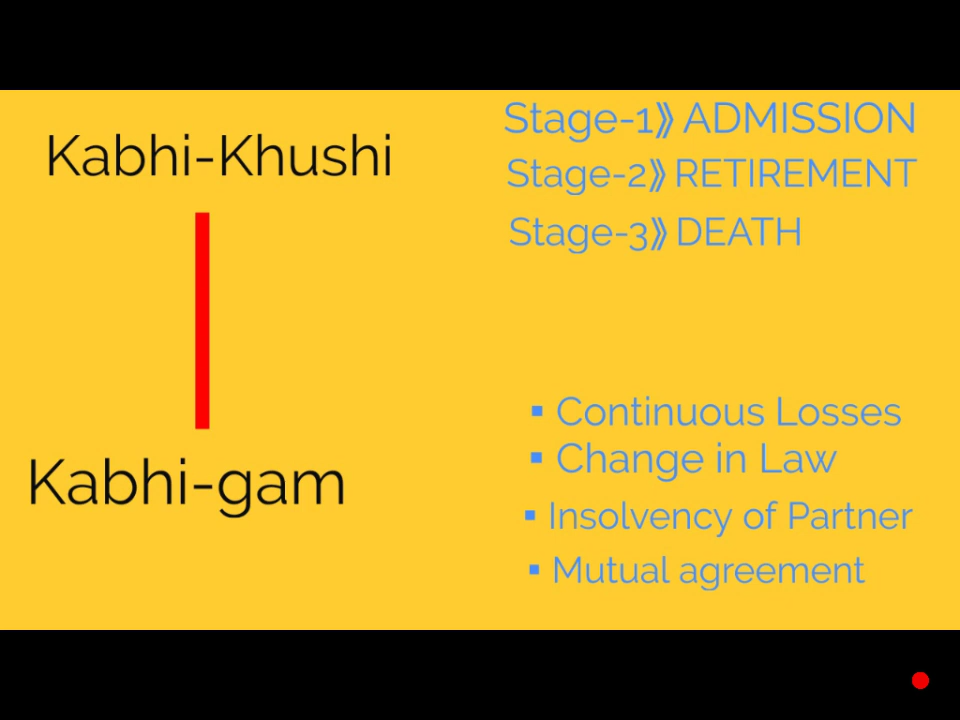 Kabhi-Khushi
Kabhi-gam
Stage-1⟫ ADMISSION
Stage-2⟫ RETIREMENT
Stage-3⟫ DEATH
▪ Continuous Losses
▪ Change in Law
▪ Insolvency of Partner
▪ Mutual agreement